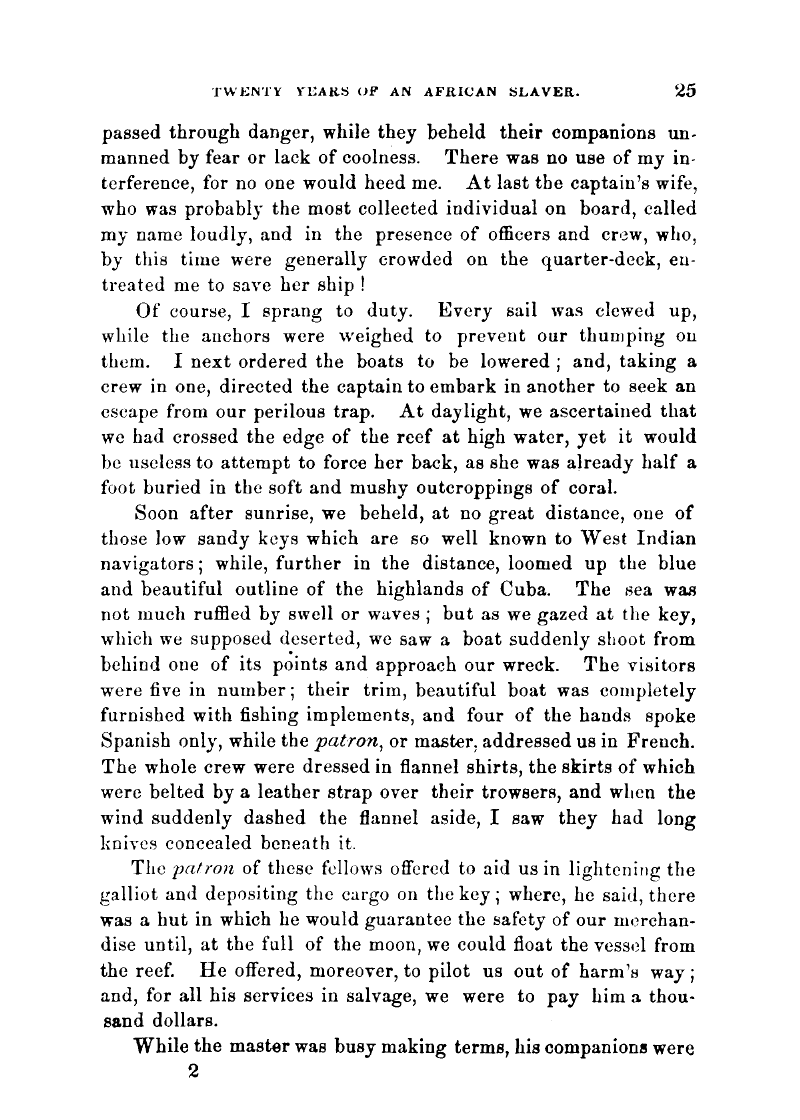 TWENTY YEARS OF AN AFRICAN SLAVER. 25
passed through danger, while they beheld their companions un-
manned by fear or lack of coolness. There was no use of my in-
terference, for no one would heed me. At last the captain's wife,
who was probably the most collected individual on board, called
my name loudly, and in the presence of officers and crew, who,
by this time were generally crowded on the quarter-deck, en-
treated me to save her ship !
Of course, I sprang to duty. Every sail was clewed up,
while the anchors were weighed to prevent our thumping on
them. I next ordered the boats to be lowered ; and, taking a
crew in one, directed the captain to embark in another to seek an
escape from our perilous trap. At daylight, we ascertained that
we had crossed the edge of the reef at high water, yet it would
be useless to attempt to force her back, as she was already half a
foot buried in the soft and mushy outcroppings of coral.
Soon after sunrise, we beheld, at no great distance, one of
those low sandy keys which are so well known to West Indian
navigators ; while, further in the distance, loomed up the blue
and beautiful outline of the highlands of Cuba. The sea was
not much ruffled by swell or waves ; but as we gazed at the key,
which we supposed deserted, we saw a boat suddenly shoot from
behind one of its points and approach our wreck. The visitors
were five in number ; their trim, beautiful boat was completely
furnished with fishing implements, and four of the hands spoke
Spanish only, while the patron, or master, addressed us in French.
The whole crew were dressed in flannel shirts, the skirts of which
were belted by a leather strap over their trowsers, and when the
wind suddenly dashed the flannel aside, I saw they had long
knives concealed beneath it.
The patron of these fellows offered to aid us in lightening the
galliot and depositing the cargo on the key ; where, he said, there
was a hut in which he would guarantee the safety of our merchan-
dise until, at the full of the moon, we could float the vessel from
the reef. He offered, moreover, to pilot us out of harm's way ;
and, for all his services in salvage, we were to pay him a thou-
sand dollars.
While the master was busy making terms, his companions were
2